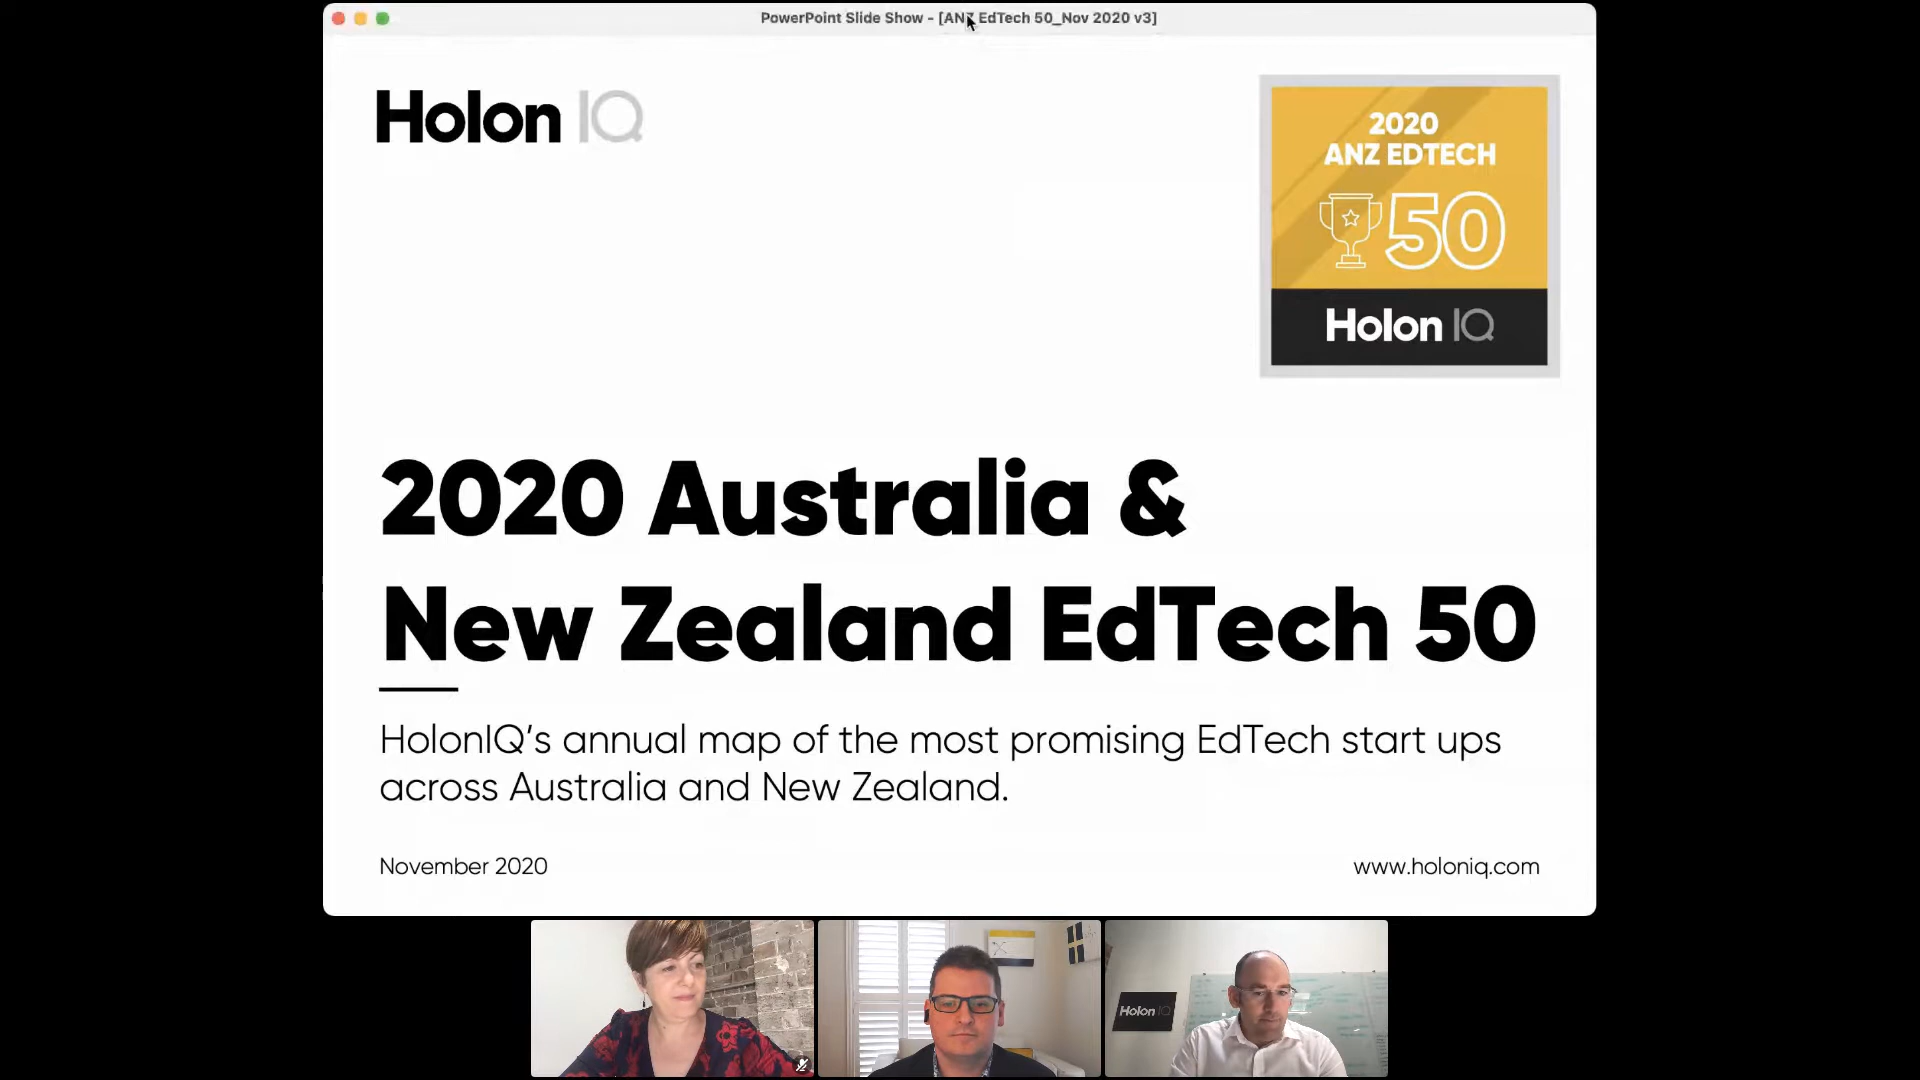 PowerPoint Slide Show - [ANZ EdTech 50_Nov 2020 v3]
Holon IQ
2020
ANZ EDTECH
50
Holon IQ
2020 Australia &
New Zealand EdTech 50
HolonIQ's annual map of the most promising EdTech start ups
across Australia and New Zealand.
November 2020
www.holoniq.com
Holon IQ